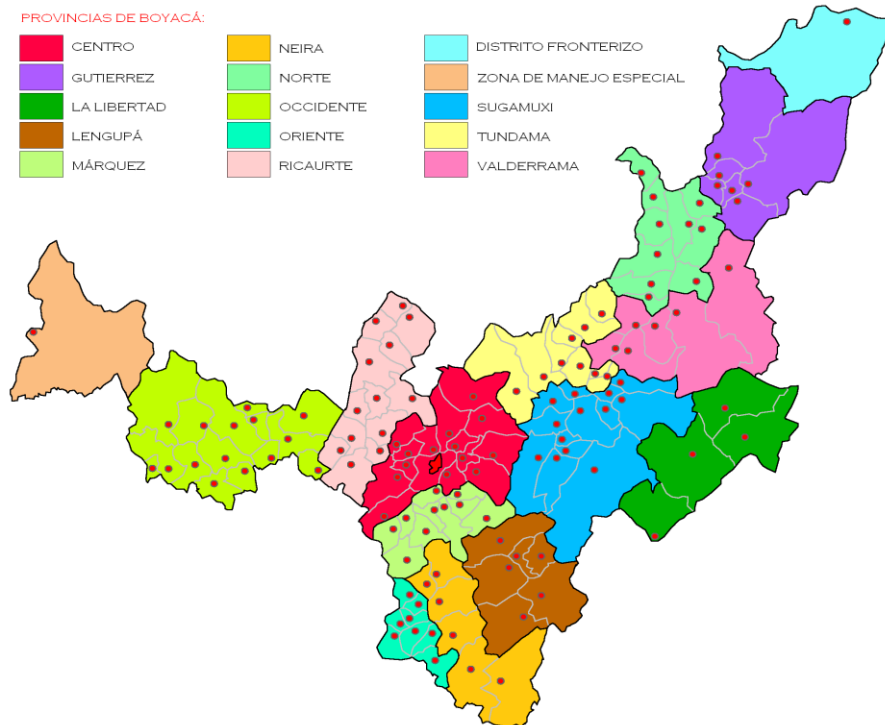 PROVINCIAS DE BOYACÁ:
CENTRO
GUTIERREZ
LA LIBERTAD
LENGUPÁ
MÁRQUEZ
NEIRA
NORTE
OCCIDENTE
ORIENTE
RICAURTE
DISTRITO FRONTERIZO
ZONA DE MANEJO ESPECIAL
SUGAMUXI
TUNDAMA
VALDERRAMA